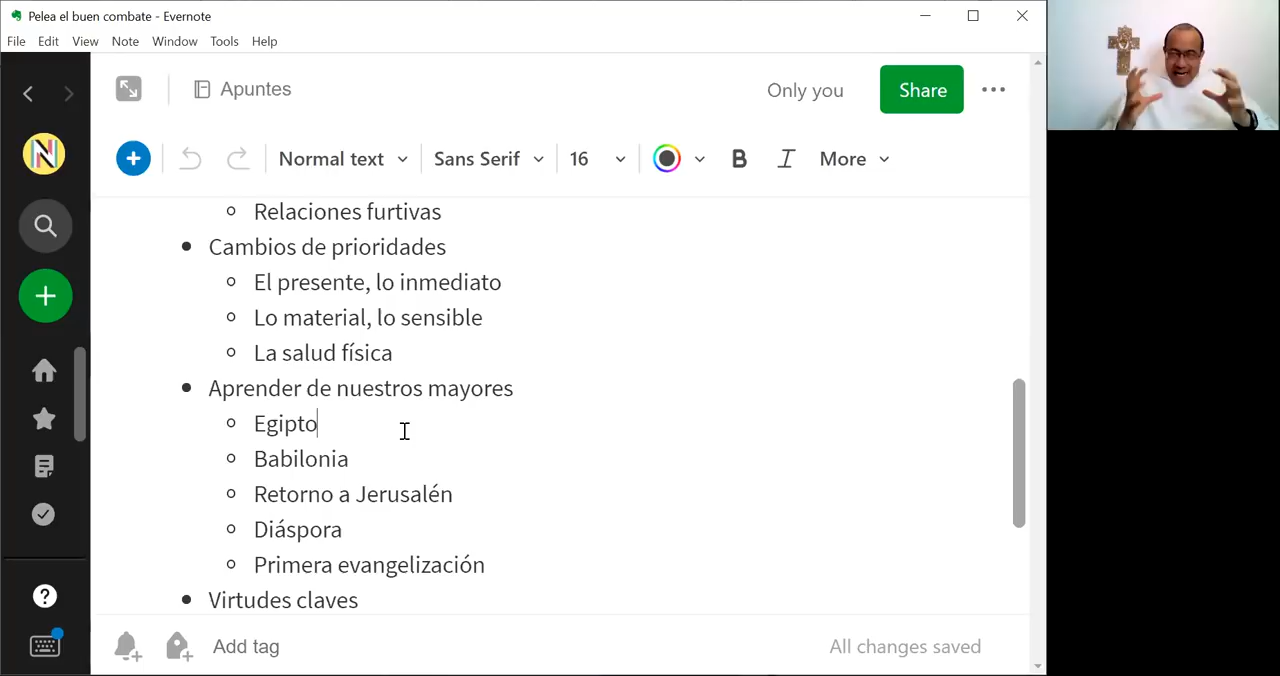 Pelea el buen combate - Evernote
File Edit View Note Window Tools Help
Apuntes
Only you
Share
Normal text
Sans Serif
16
B
I
More
Relaciones furtivas
Cambios de prioridades
El presente, lo inmediato
Lo material, lo sensible
La salud física
Aprender de nuestros mayores
Egipto
Babilonia
Retorno a Jerusalén
Diáspora
Primera evangelización
Virtudes claves
Add tag
All changes saved